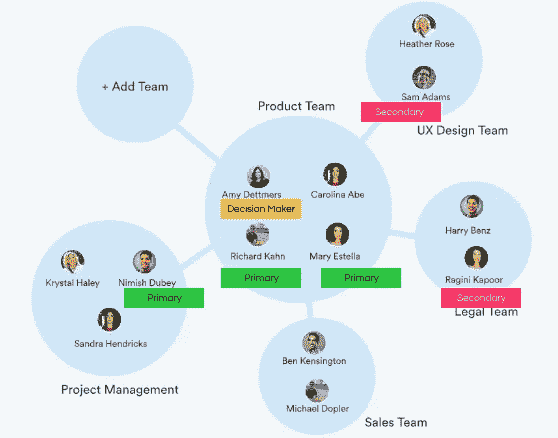 + Add Team
Heather Rose
Sam Adams
Secondary
UX Design Team
Product Team
Amy Dettmers
Decision Maker
Carolina Abe
Richard Kahn
Primary
Mary Estella
Primary
Harry Benz
Ragini Kapoor
Secondary
Legal Team
Krystal Haley
Nimish Dubey
Primary
Sandra Hendricks
Project Management
Ben Kensington
Michael Dopler
Sales Team